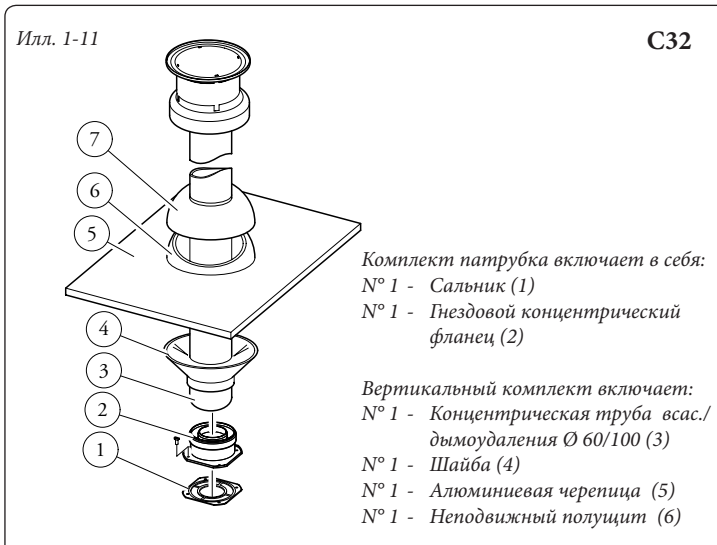 Илл. 1-11
C32
7
6
5
4
3
2
1
Комплект патрубка включает в себя:
N° 1 - Сальник (1)
N° 1 - Гнездовой концентрический
фланец (2)
Вертикальный комплект включает:
N° 1 - Концентрическая труба всас./
дымоудаления Ø 60/100 (3)
N° 1 - Шайба (4)
N° 1 - Алюминиевая черепица (5)
N° 1 - Неподвижный полущит (6)